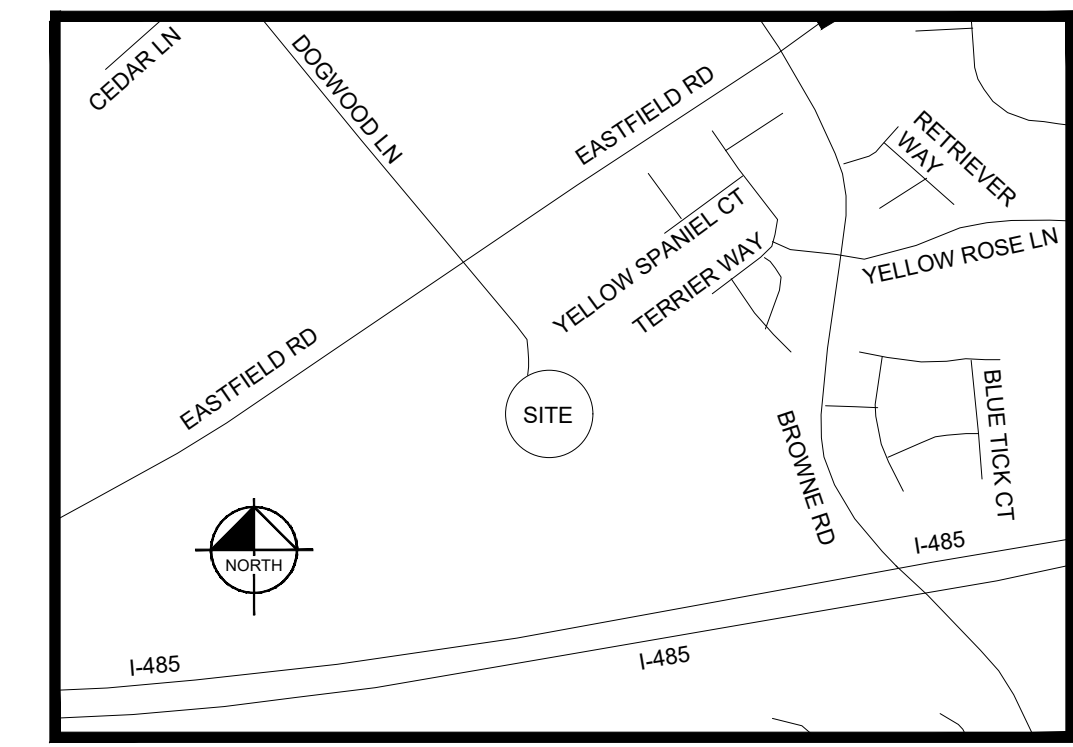 CEDAR LN
DOGWOOD LN
EASTFIELD RD
RETRIEVER
WAY
YELLOW SPANIEL CT
TERRIER WAY
YELLOW ROSE LN
EASTFIELD RD
SITE
BLUE TICK CT
BROWNE RD
NORTH
I-485
I-485
I-485